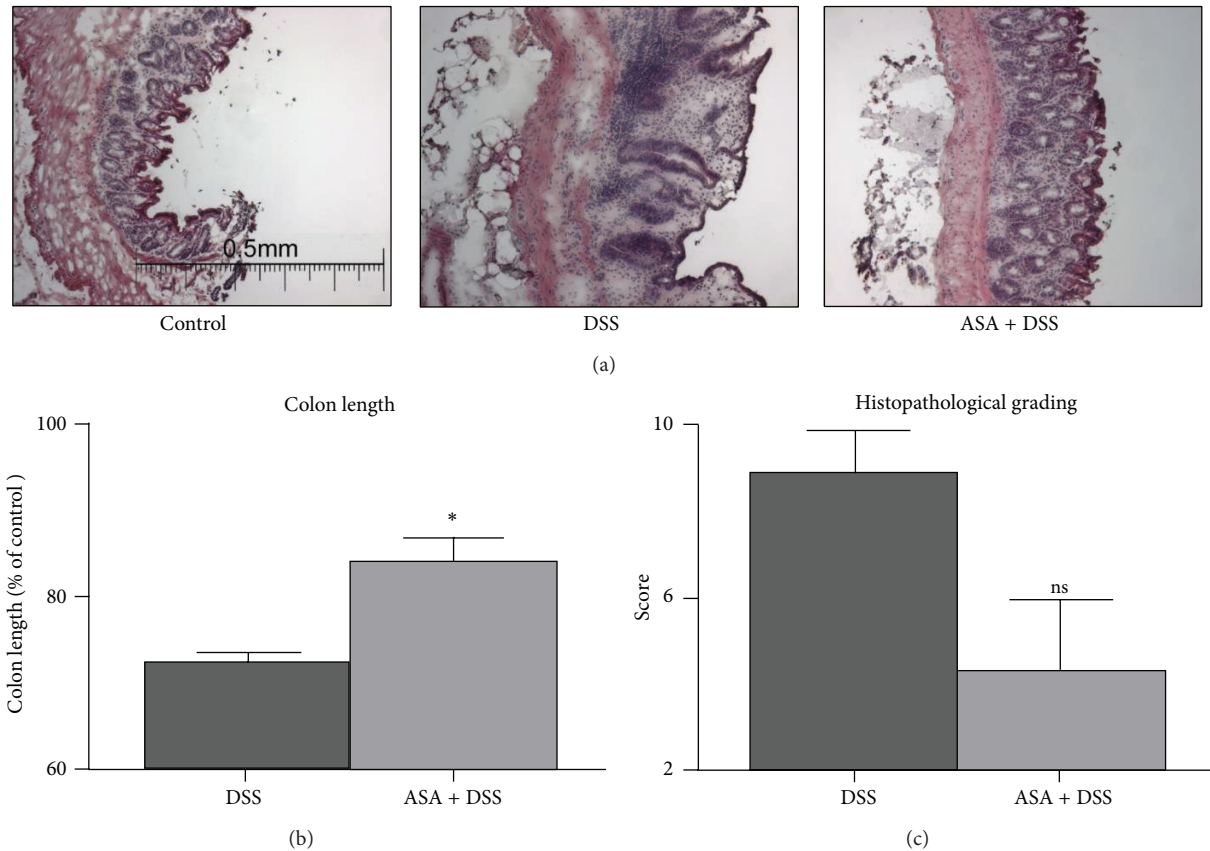 0.5mm
Control
DSS
ASA + DSS
(a)
Colon length
100
80
60
Colon length (% of control )
*
DSS
ASA + DSS
(b)
Histopathological grading
10
6
2
Score
ns
DSS
ASA + DSS
(c)